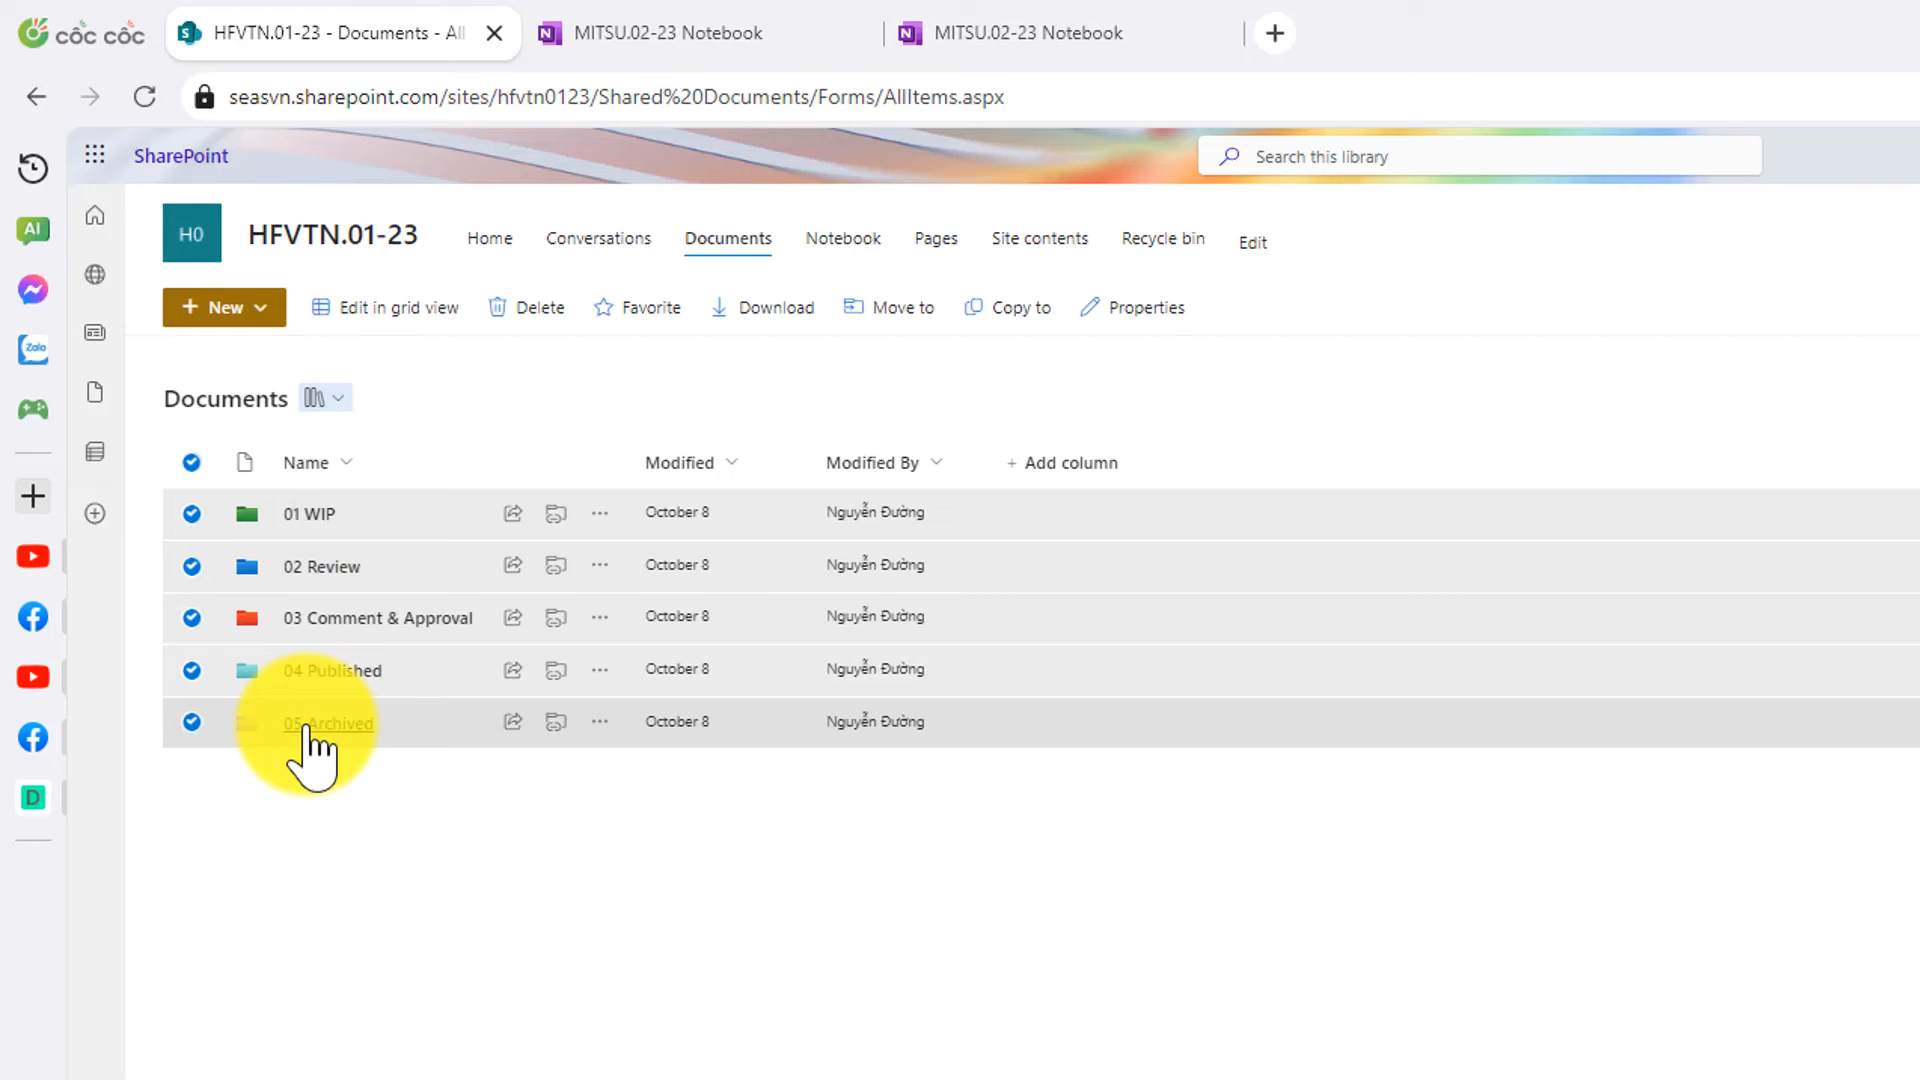 cốc cốc
HFVTN.01-23 - Documents - All
MITSU.02-23 Notebook
MITSU.02-23 Notebook
seasvn.sharepoint.com/sites/hfvtn0123/Shared%20Documents/Forms/AllItems.aspx
SharePoint
Search this library
AI
Zalo
D
H0
HFVTN.01-23
Home
Conversations
Documents
Notebook
Pages
Site contents
Recycle bin
Edit
+ New
Edit in grid view
Delete
Favorite
Download
Move to
Copy to
Properties
Documents
Name
Modified
Modified By
+ Add column
01 WIP
October 8
Nguyễn Đường
02 Review
October 8
Nguyễn Đường
03 Comment & Approval
October 8
Nguyễn Đường
04 Published
October 8
Nguyễn Đường
05 Archived
October 8
Nguyễn Đường